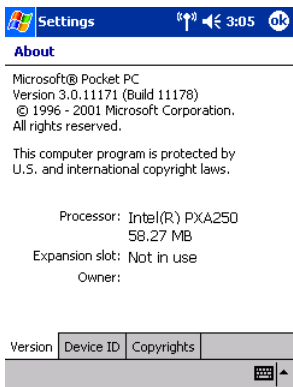 Settings 3:05 ok
About
Microsoft® Pocket PC
Version 3.0.11171 (Build 11178)
© 1996 - 2001 Microsoft Corporation.
All rights reserved.
This computer program is protected by
U.S. and international copyright laws.
Processor: Intel(R) PXA250
58.27 MB
Expansion slot: Not in use
Owner:
Version Device ID Copyrights